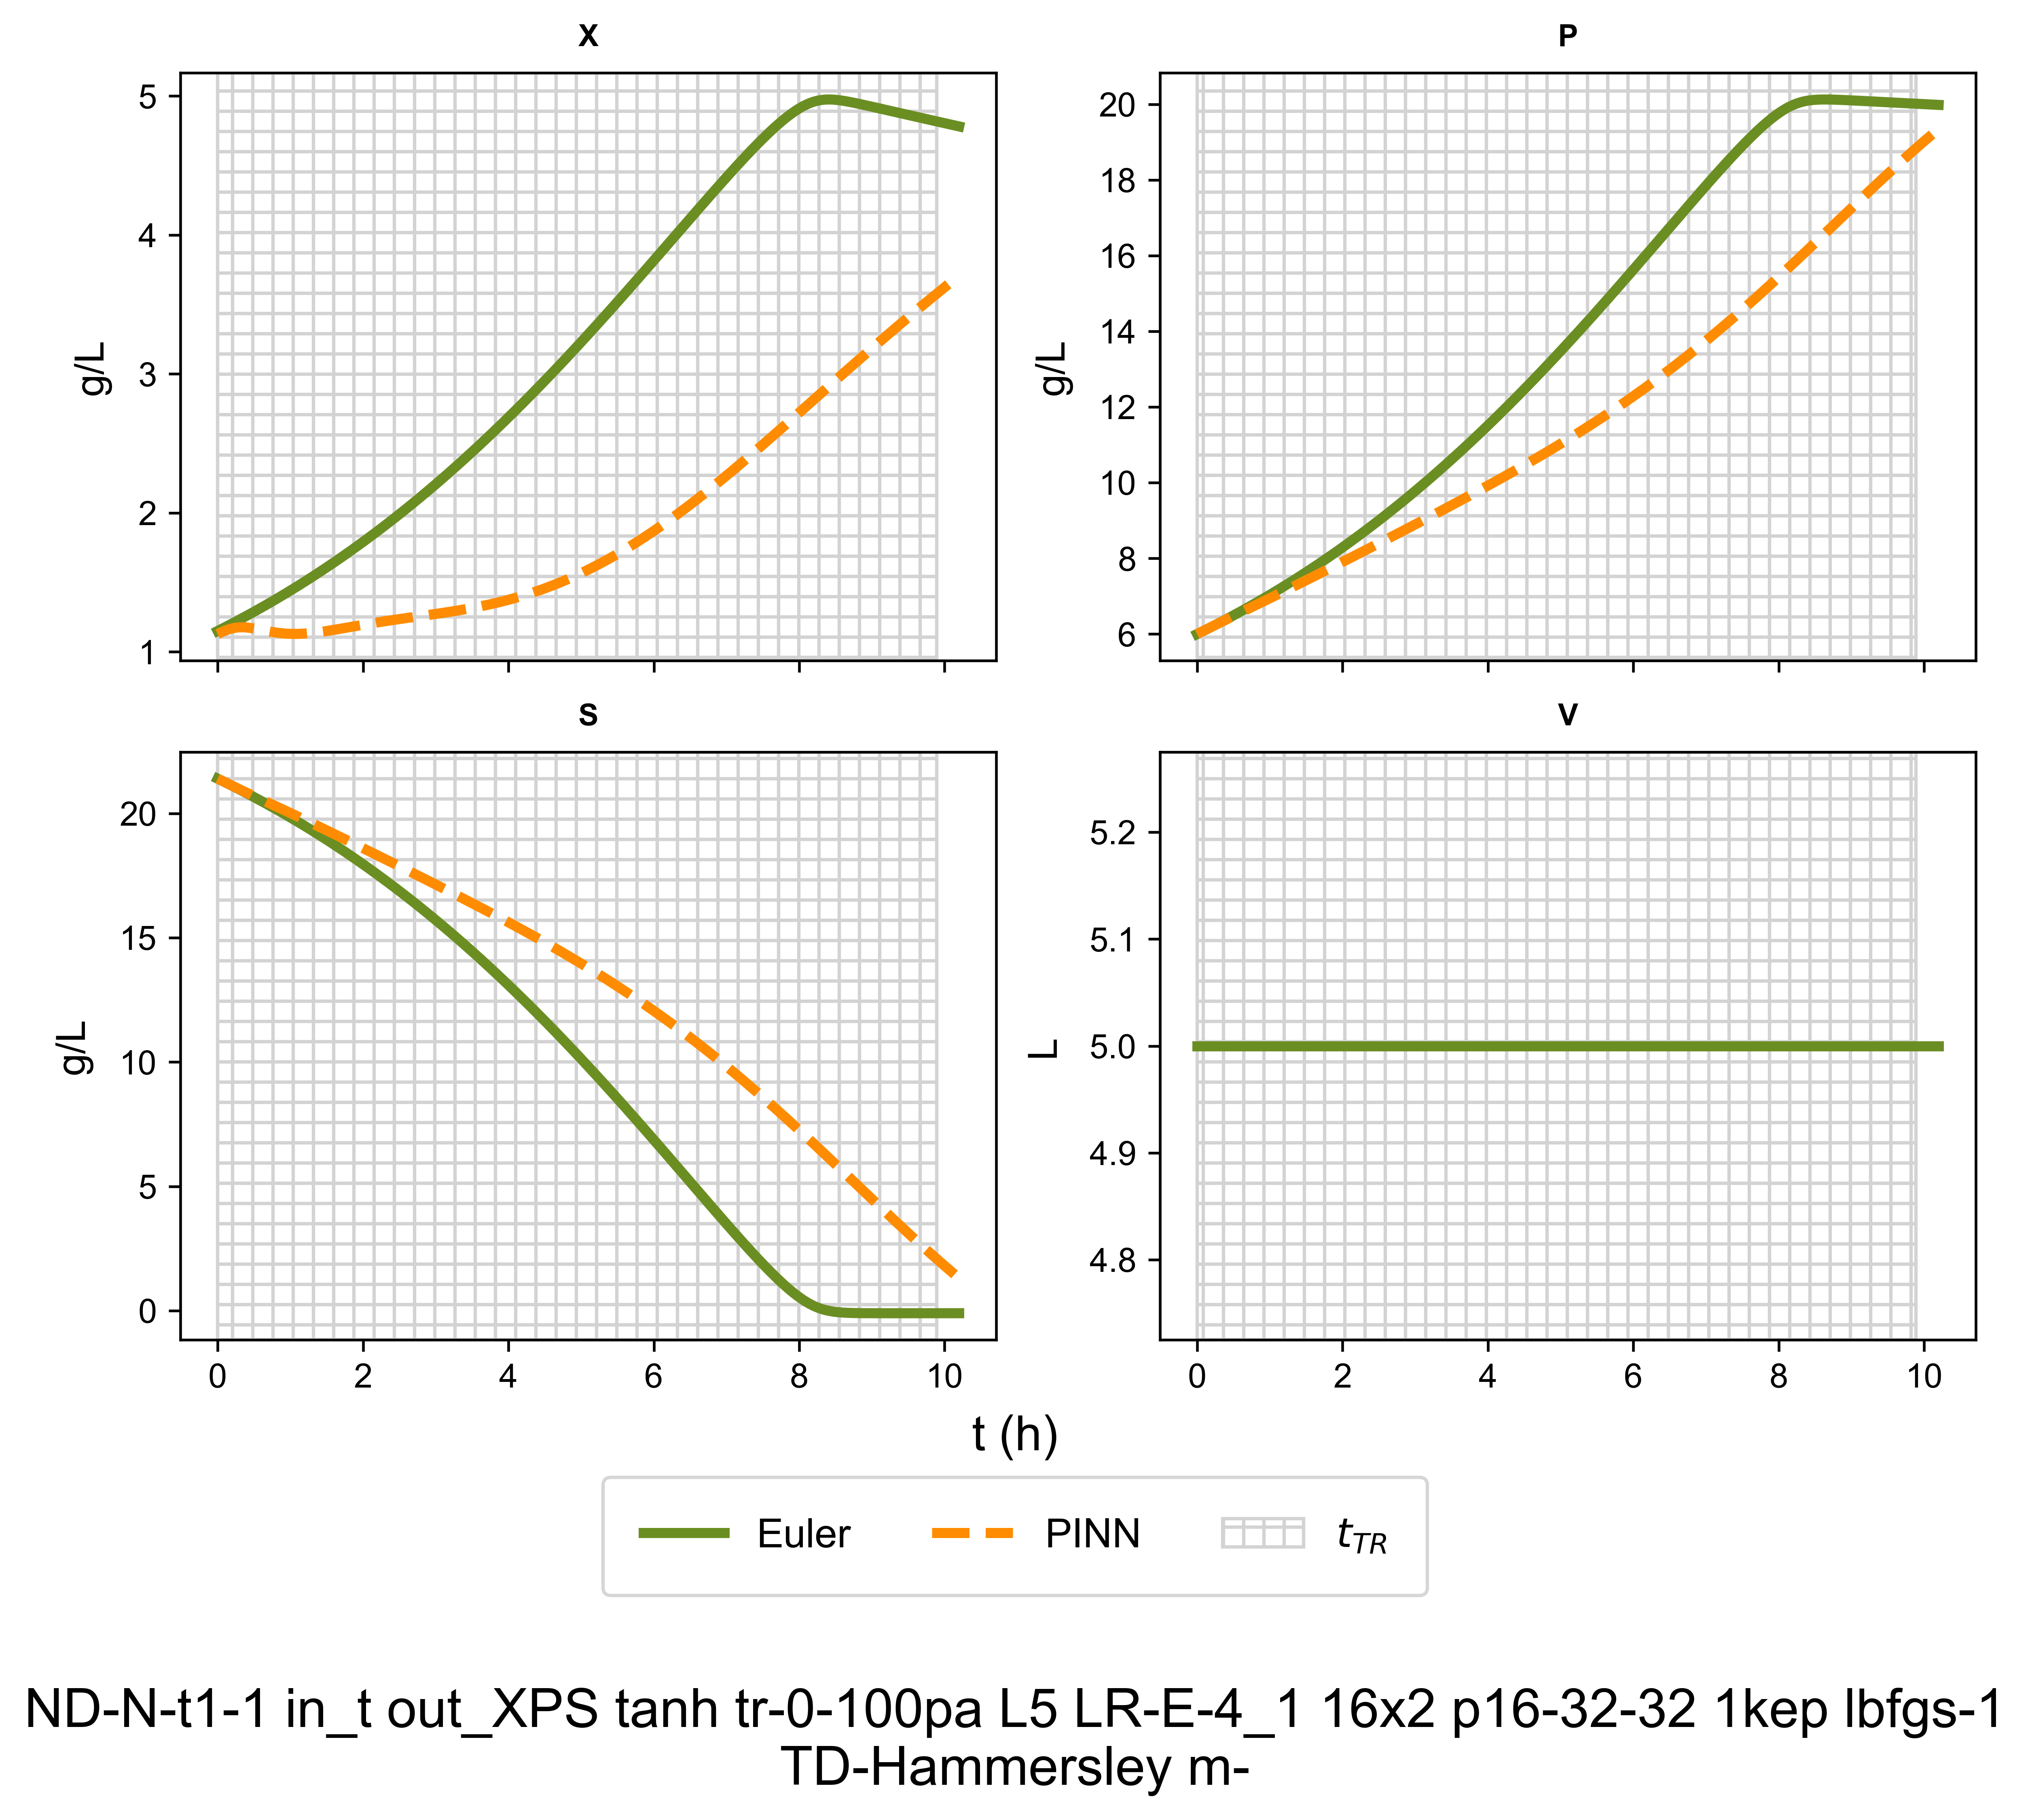 X
P
5
4
3
2
1
g/L
20
18
16
14
12
10
8
6
g/L
S
V
20
15
10
5
0
g/L
5.2
5.1
5.0
4.9
4.8
L
0 2 4 6 8 10
0 2 4 6 8 10
t (h)
Euler PINN t_TR
ND-N-t1-1 in_t out_XPS tanh tr-0-100pa L5 LR-E-4_1 16x2 p16-32-32 1kep lbfgs-1
TD-Hammersley m-